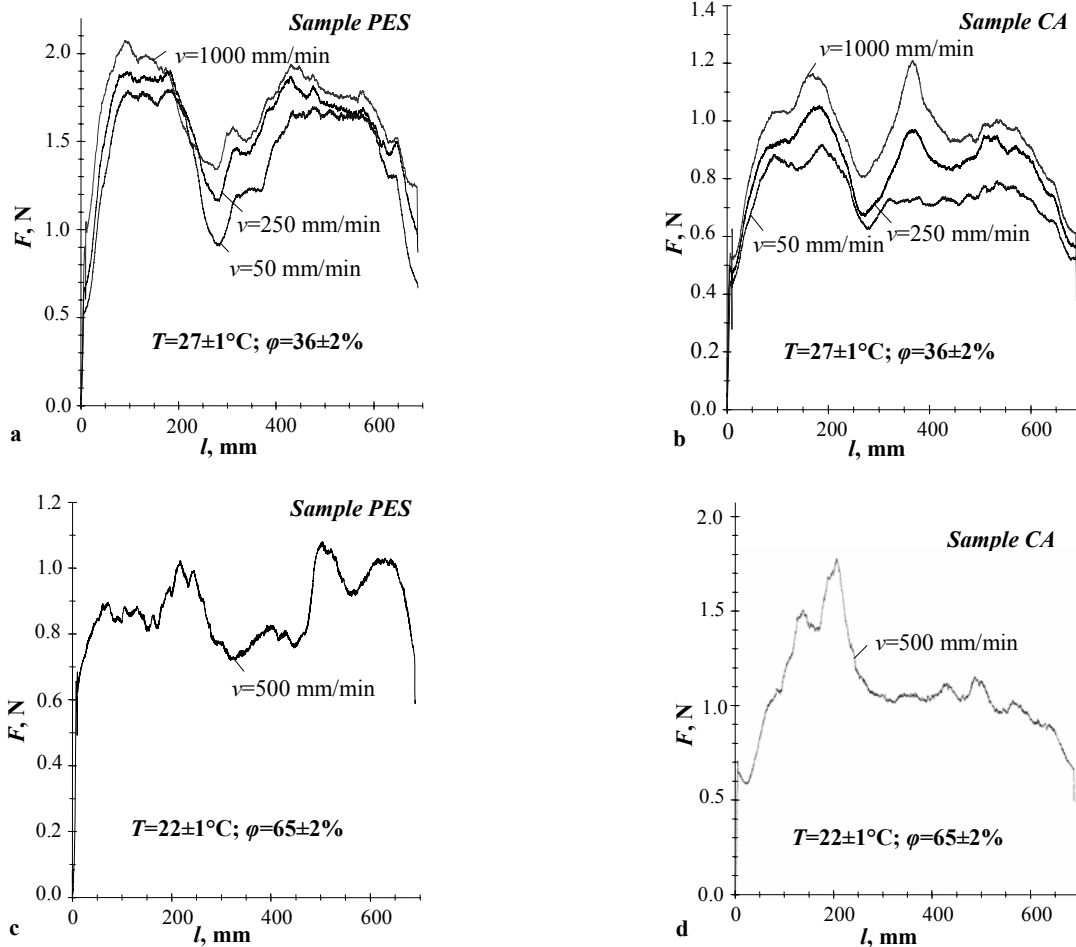 Sample PES
2.0
1.5
1.0
0.5
0.0
F, N
v=1000 mm/min
v=250 mm/min
v=50 mm/min
T=27±1°C; φ=36±2%
0
200
400
600
l, mm
a
Sample CA
1.4
1.2
1.0
0.8
0.6
0.4
0.2
0.0
F, N
v=1000 mm/min
v=50 mm/min
v=250 mm/min
T=27±1°C; φ=36±2%
0
200
400
600
l, mm
b
Sample PES
1.2
1.0
0.8
0.6
0.4
0.2
0.0
F, N
v=500 mm/min
T=22±1°C; φ=65±2%
0
200
400
600
l, mm
c
Sample CA
2.0
1.5
1.0
0.5
0.0
F, N
v=500 mm/min
T=22±1°C; φ=65±2%
0
200
400
600
l, mm
d